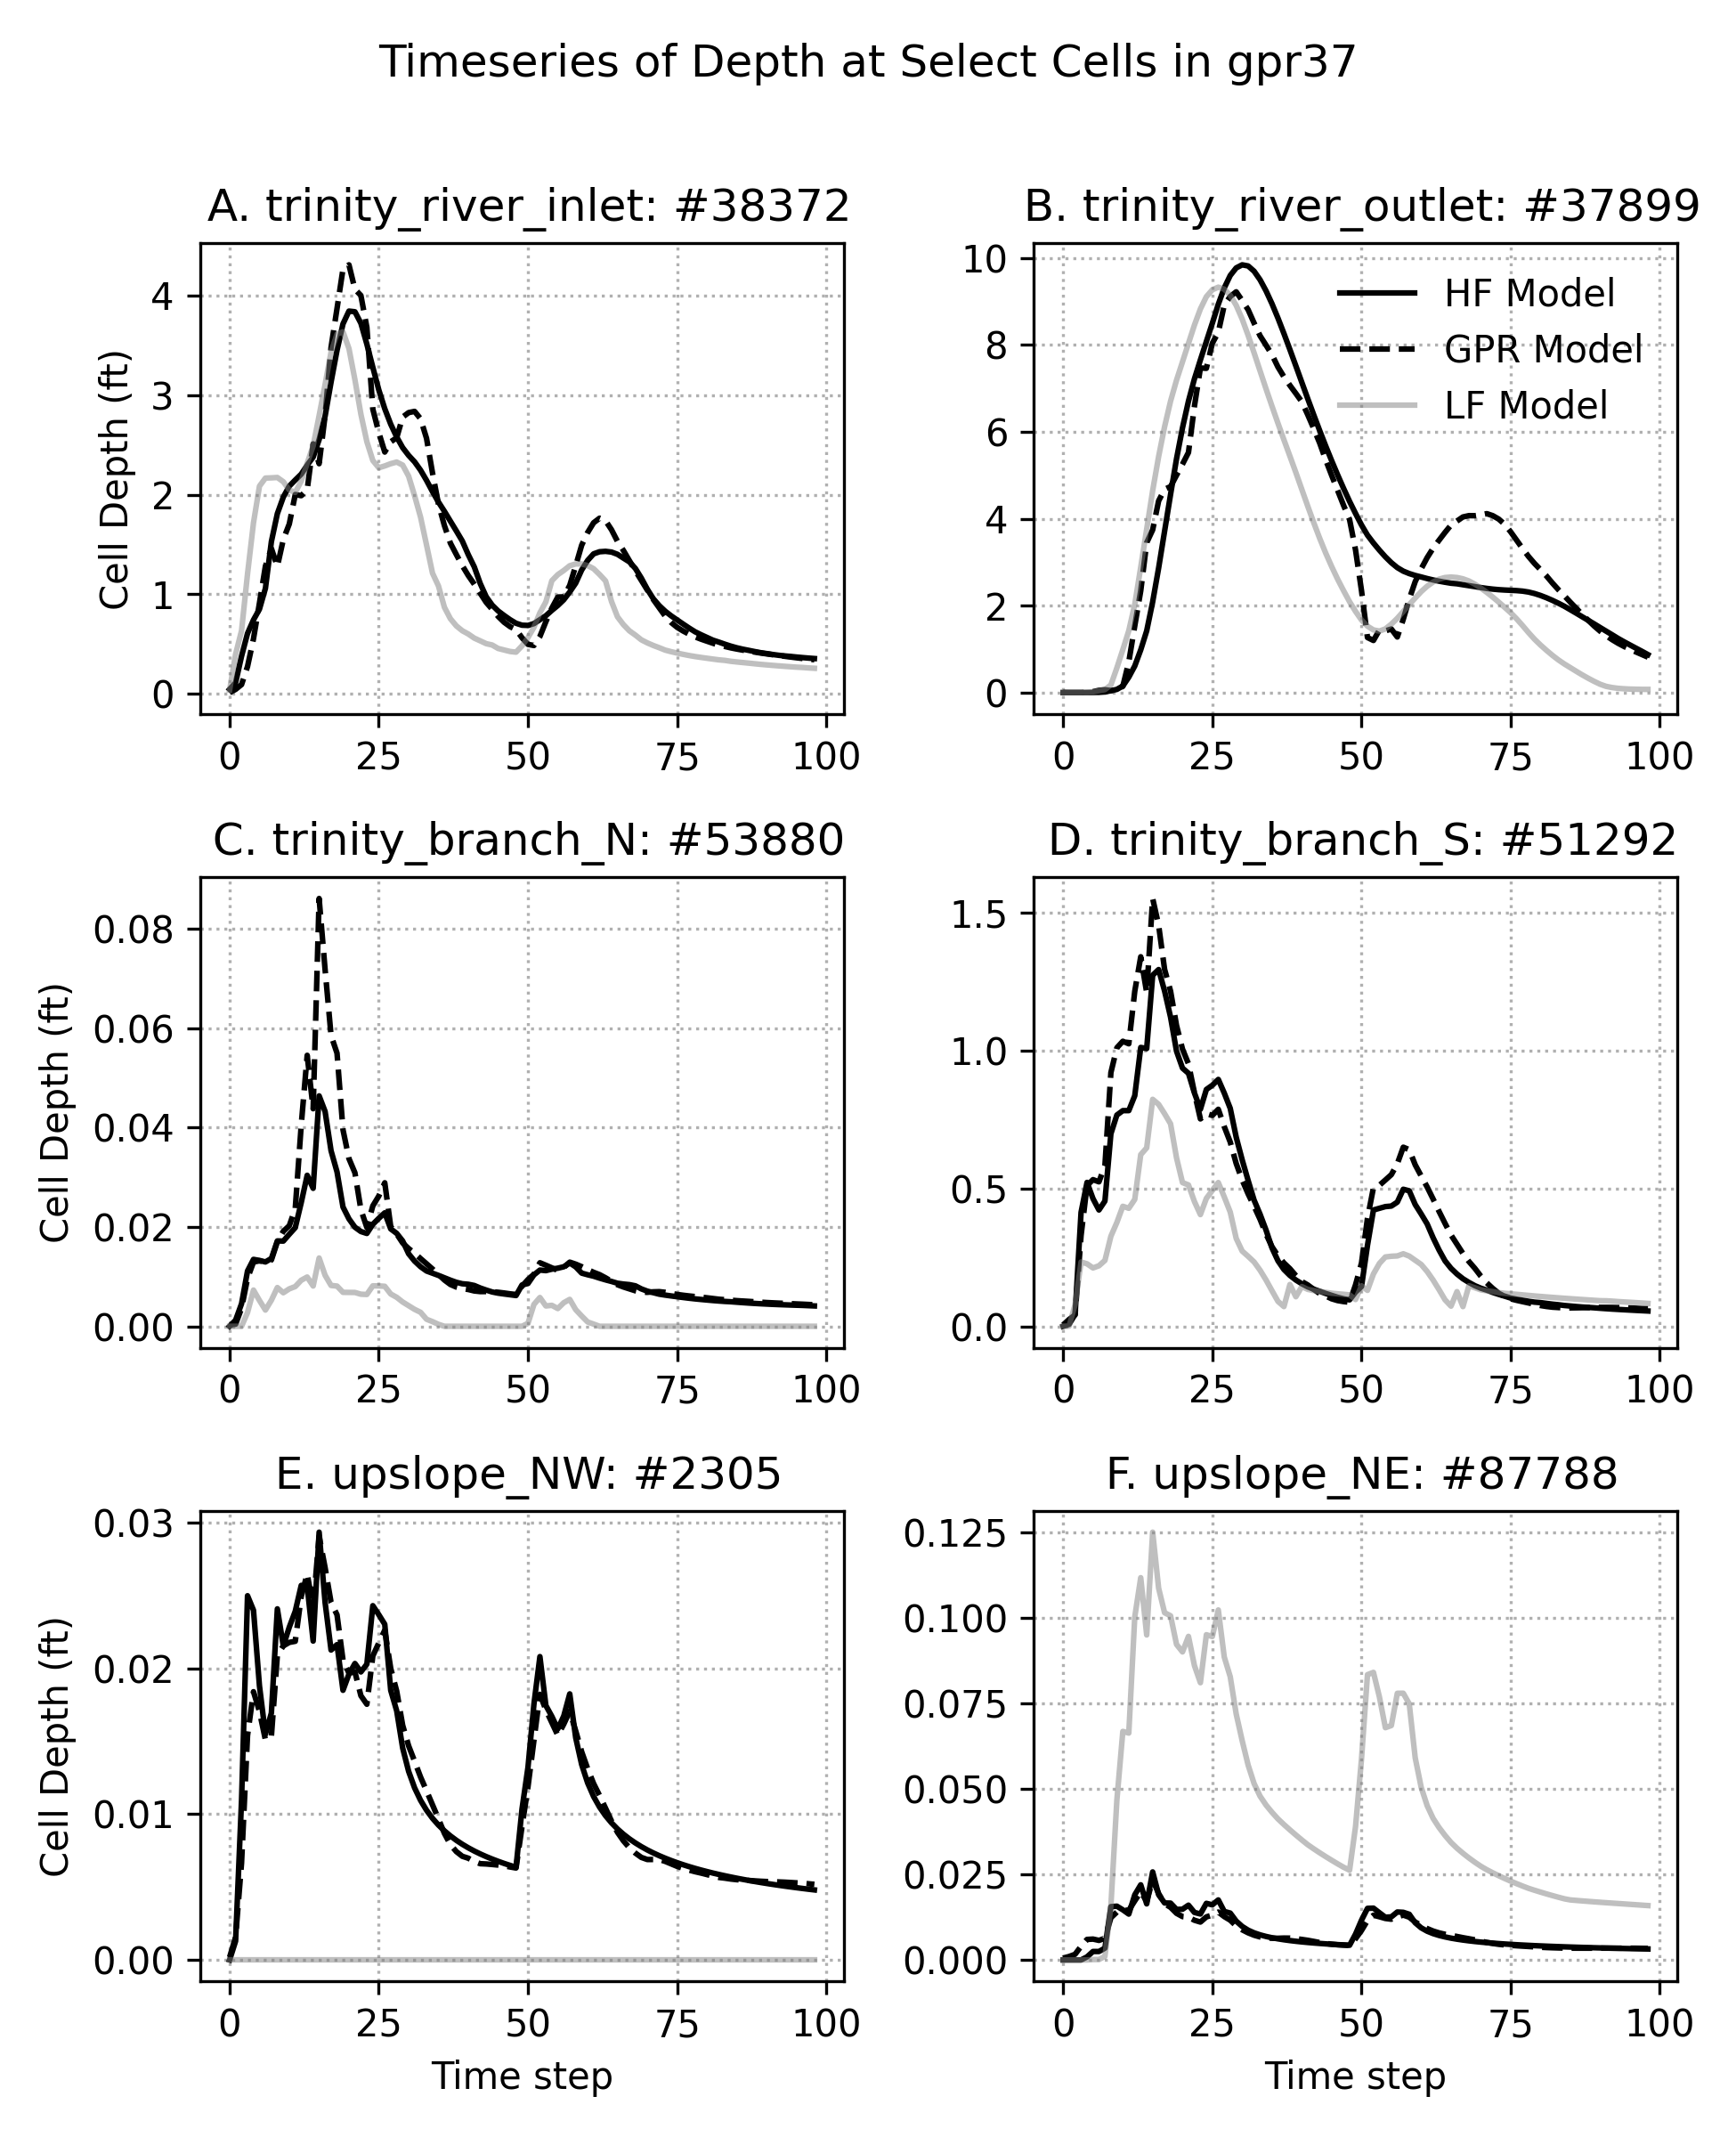 Timeseries of Depth at Select Cells in gpr37
A. trinity_river_inlet: #38372
Cell Depth (ft)
4
3
2
1
0
0 25 50 75 100
B. trinity_river_outlet: #37899
10
8
6
4
2
0
HF Model
GPR Model
LF Model
0 25 50 75 100
C. trinity_branch_N: #53880
Cell Depth (ft)
0.08
0.06
0.04
0.02
0.00
0 25 50 75 100
D. trinity_branch_S: #51292
1.5
1.0
0.5
0.0
0 25 50 75 100
E. upslope_NW: #2305
Cell Depth (ft)
0.03
0.02
0.01
0.00
0 25 50 75 100
Time step
F. upslope_NE: #87788
0.125
0.100
0.075
0.050
0.025
0.000
0 25 50 75 100
Time step